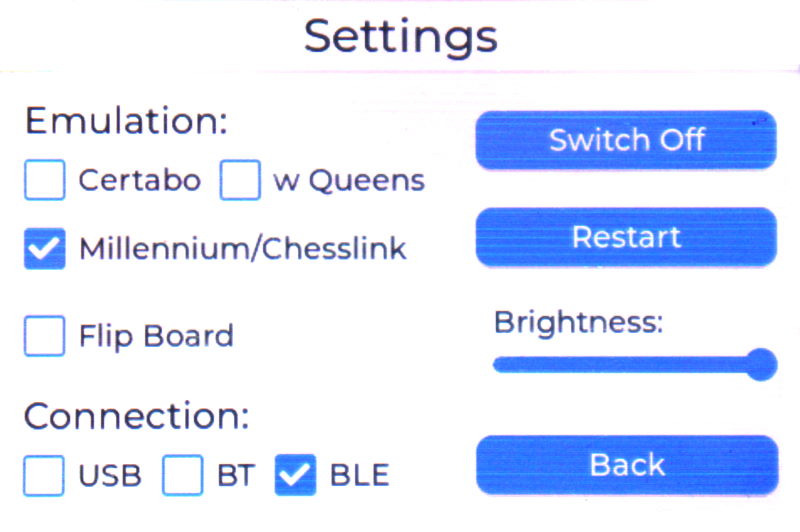 Settings
Emulation:
Certabo w Queens
Millennium/Chesslink
Flip Board
Connection:
USB BT BLE
Switch Off
Restart
Brightness:
Back